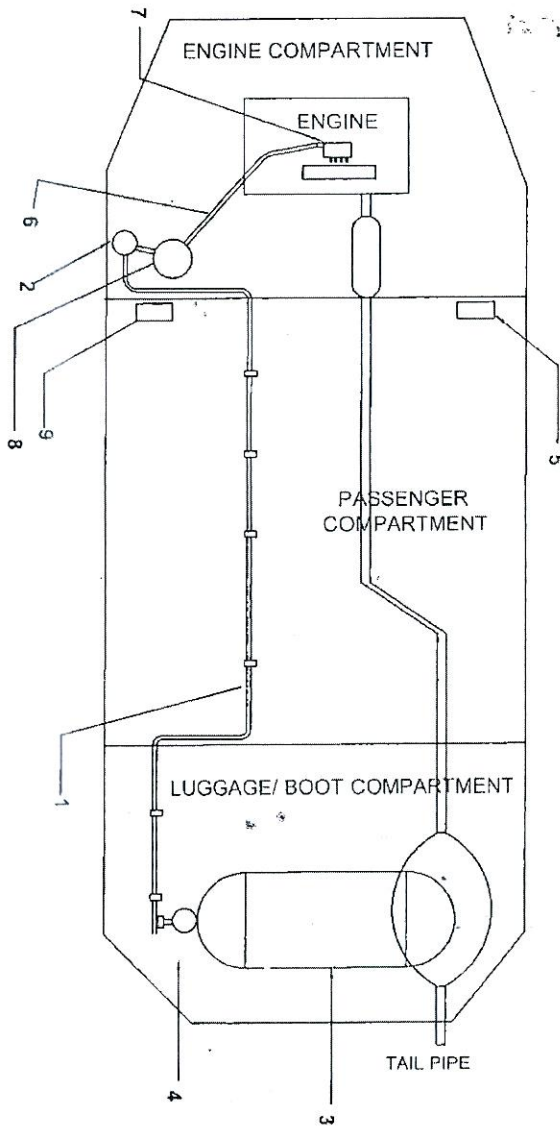 ENGINE COMPARTMENT
ENGINE
7
6
2
8
9
5
PASSENGER
COMPARTMENT
1
LUGGAGE/ BOOT COMPARTMENT
4
3
TAIL PIPE